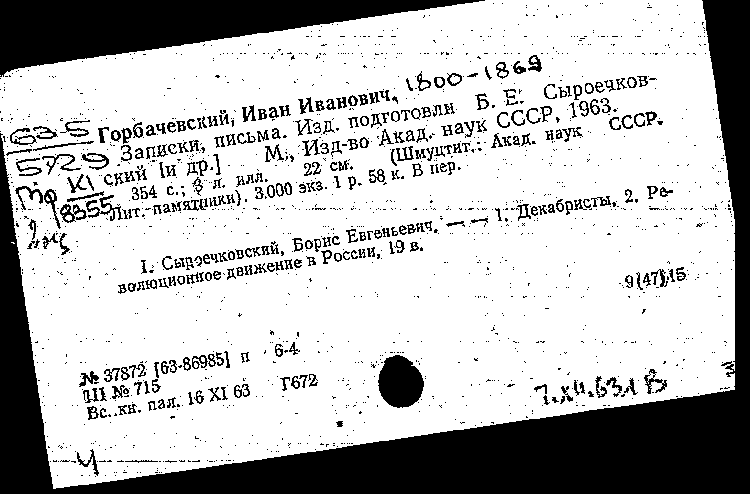 Горбачевский, Иван Иванович, 1800-1869
63-5
5729
Записки, письма. Изд. подготовли Б. Е. Сыроечков-
ский [и др.] М., Изд-во Акад. наук СССР, 1963.
354 с.; л. илл. 22 см. (Шмуцтит.: Акад. наук СССР.
Лит. памятники). 3.000 экз. 1 р. 58 к. В пер.
KI
8355
I. Сыроечковский, Борис Евгеньевич. — — 1. Декабристы, 2. Ре-
волюционное движение в России, 19 в.
9(47)15
№ 37872 [63-86985] п 6-4
III № 715
Вс. кн. пал. 16 XI 63 Г672
7.XII.63.1 В
Ч